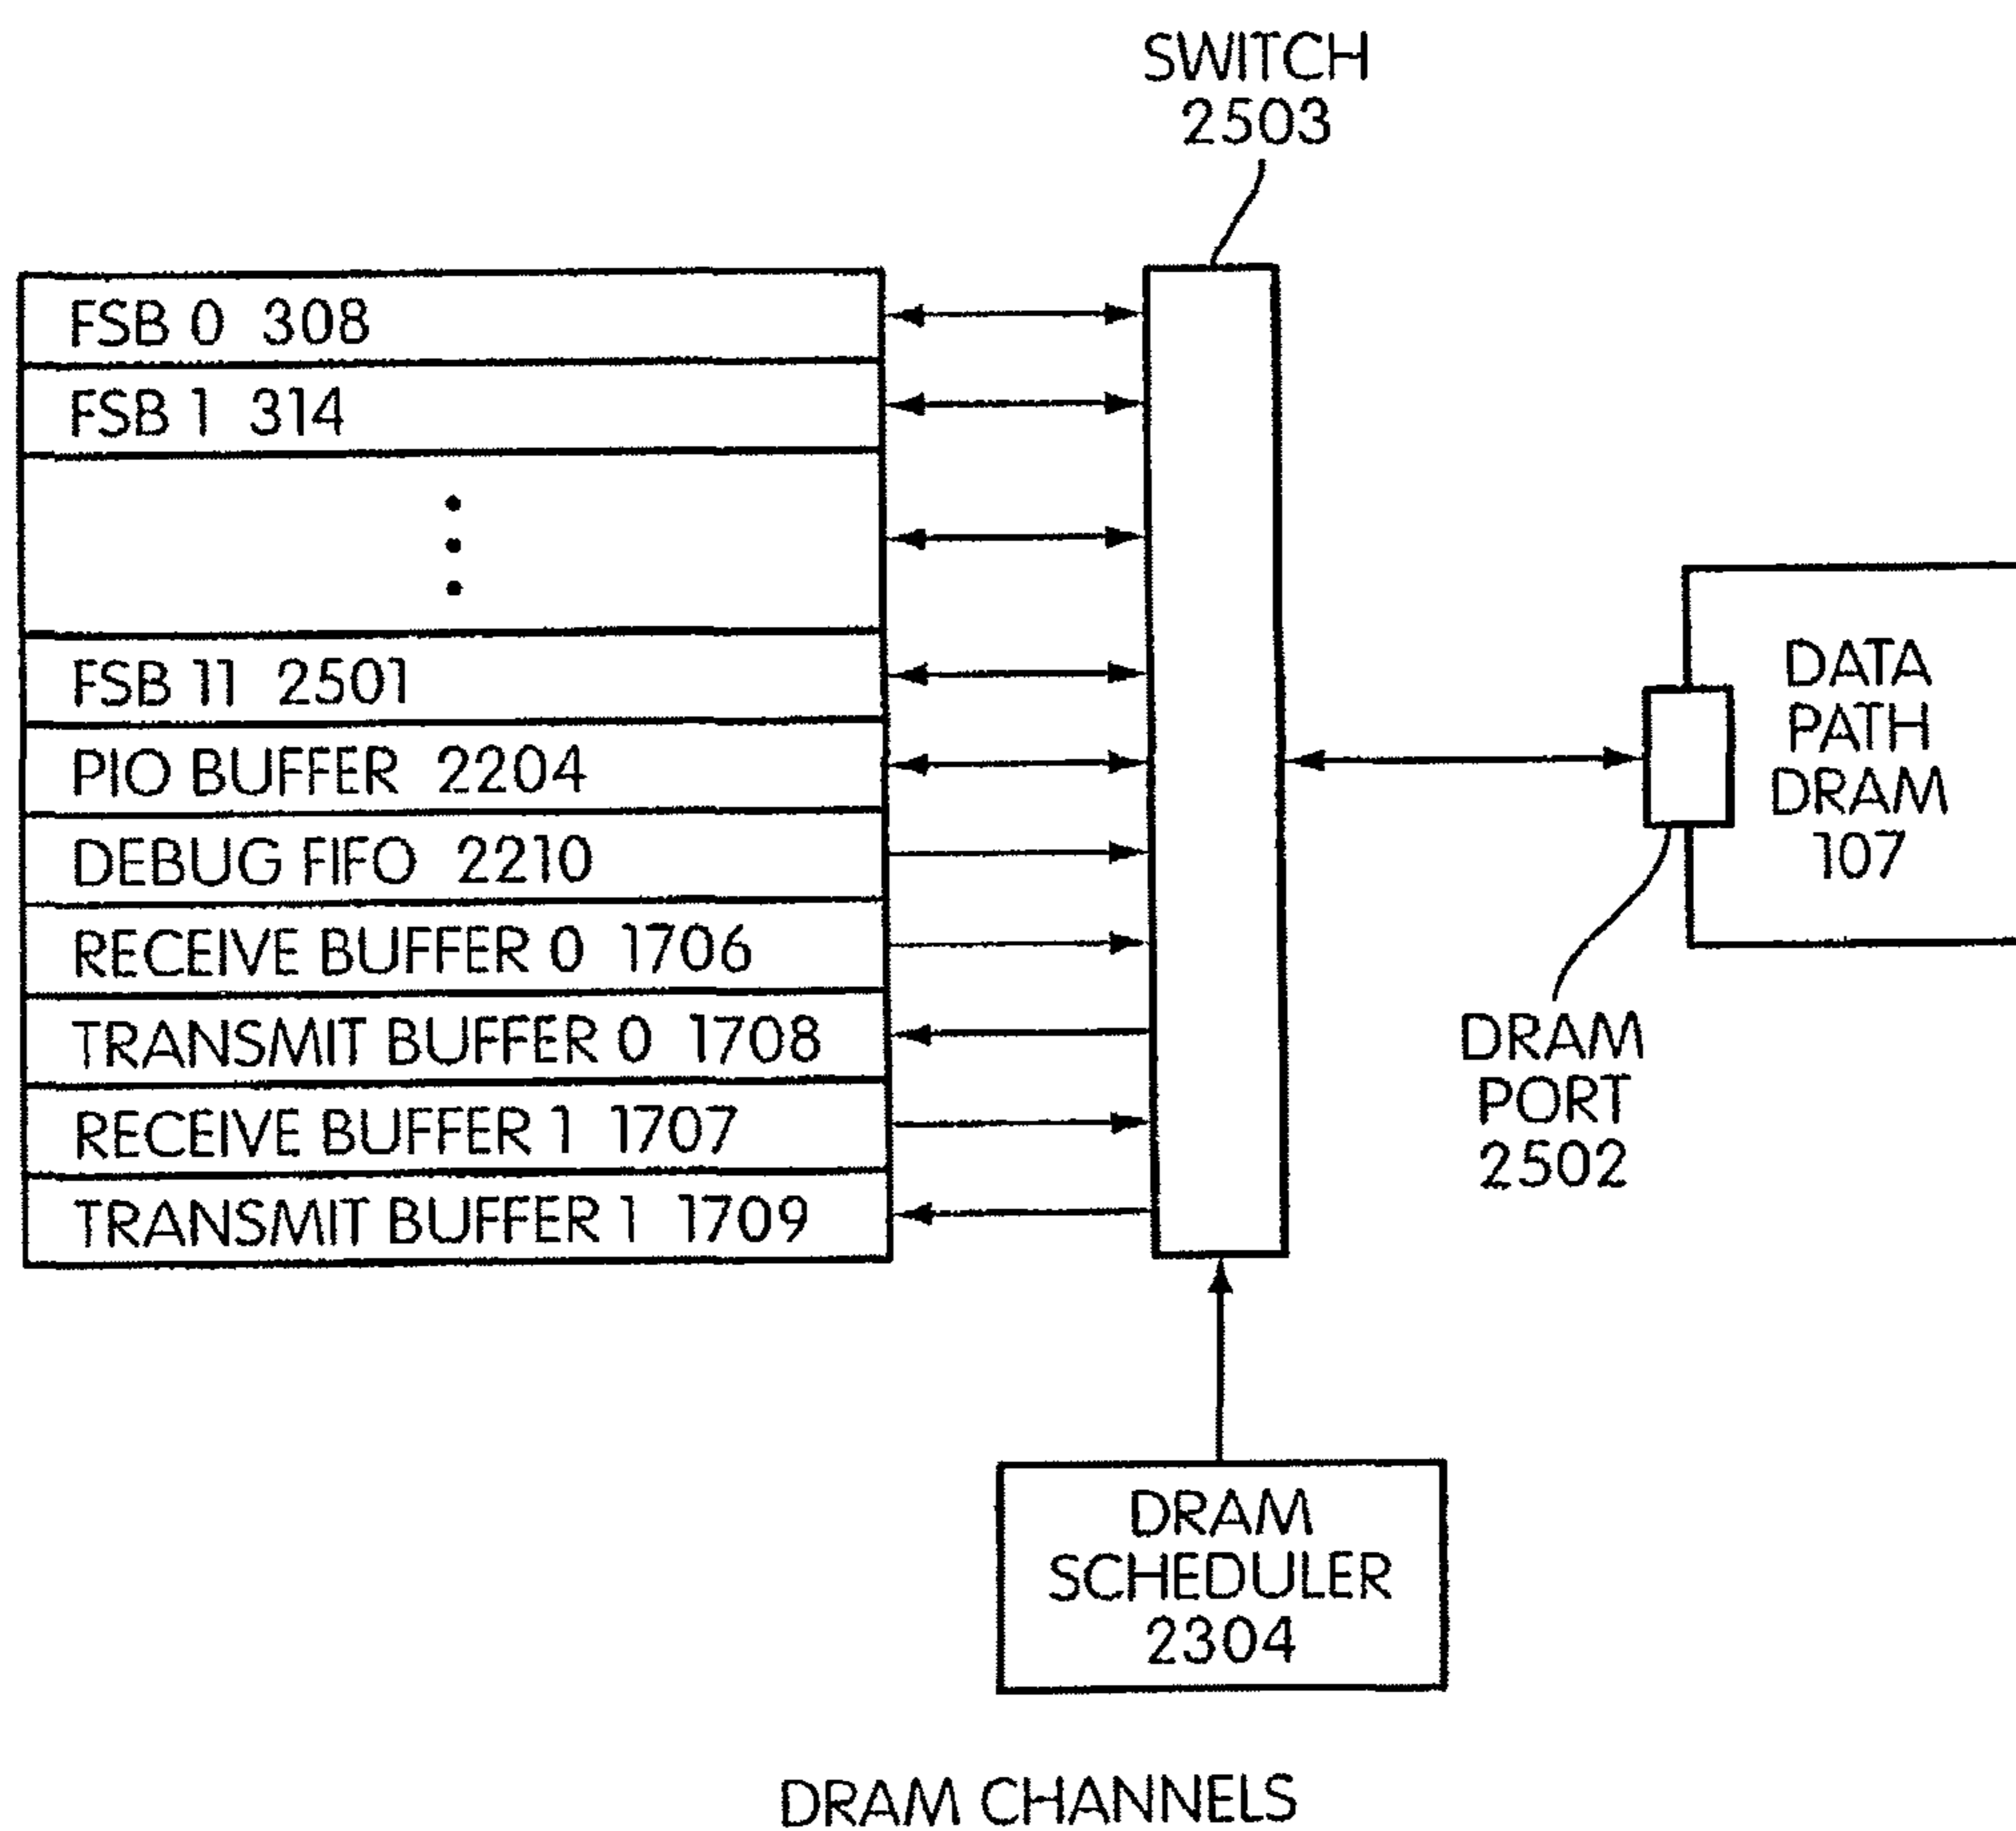 SWITCH
2503
FSB 0 308
FSB 1 314
FSB 11 2501
PIO BUFFER 2204
DEBUG FIFO 2210
RECEIVE BUFFER 0 1706
TRANSMIT BUFFER 0 1708
RECEIVE BUFFER 1 1707
TRANSMIT BUFFER 1 1709
DATA
PATH
DRAM
107
DRAM
PORT
2502
DRAM
SCHEDULER
2304
DRAM CHANNELS